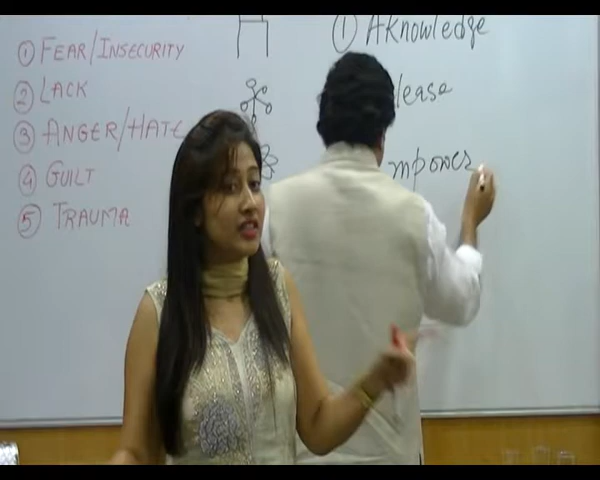 ① FEAR/INSECURITY
② LACK
③ ANGER/HATE
④ GUILT
⑤ TRAUMA
① Aknowledge
lease
mpower